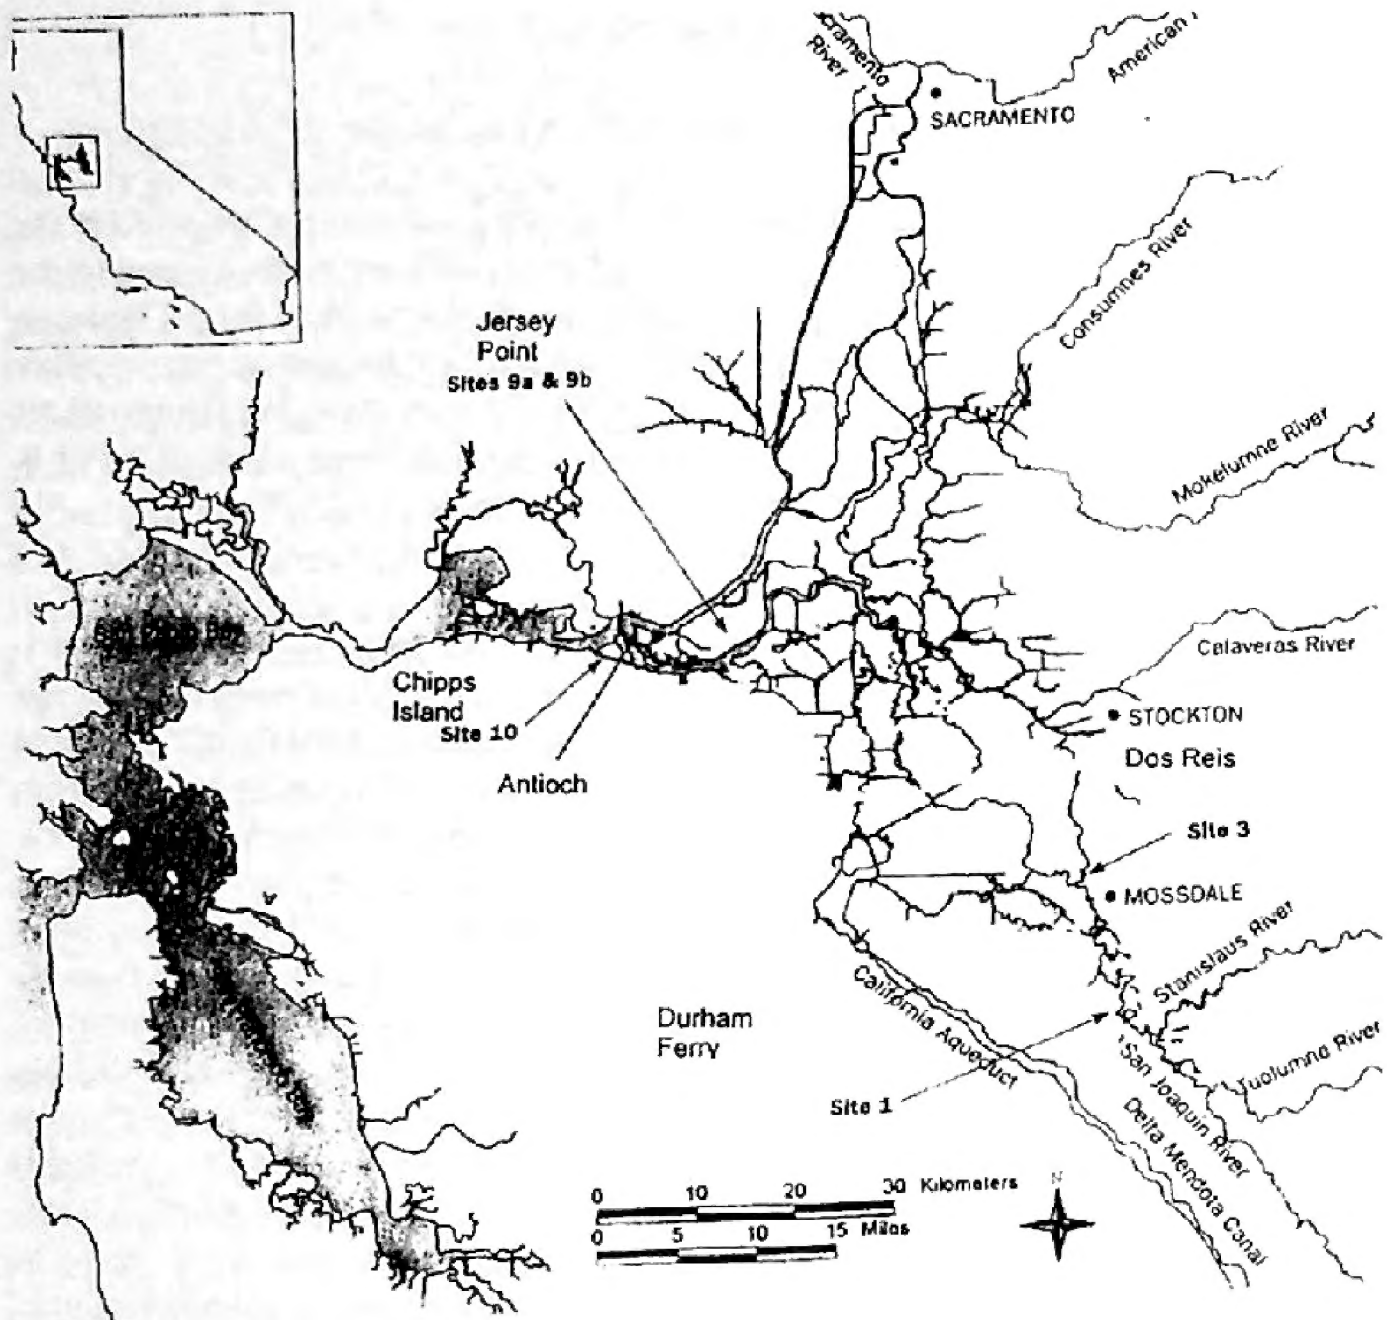 River
American
SACRAMENTO
Consumnes River
Jersey
Point
Sites 9a & 9b
Mokelumne River
Calaveras River
Chipps
Island
Site 10
STOCKTON
Antioch
Dos Reis
Site 3
MOSSDALE
Stanislaus River
California Aqueduct
Durham
Ferry
Tuolumne River
Site 1
San Joaquin River
Delta Mendota Canal
0 10 20 30 Kilometers
0 5 10 15 Miles
N